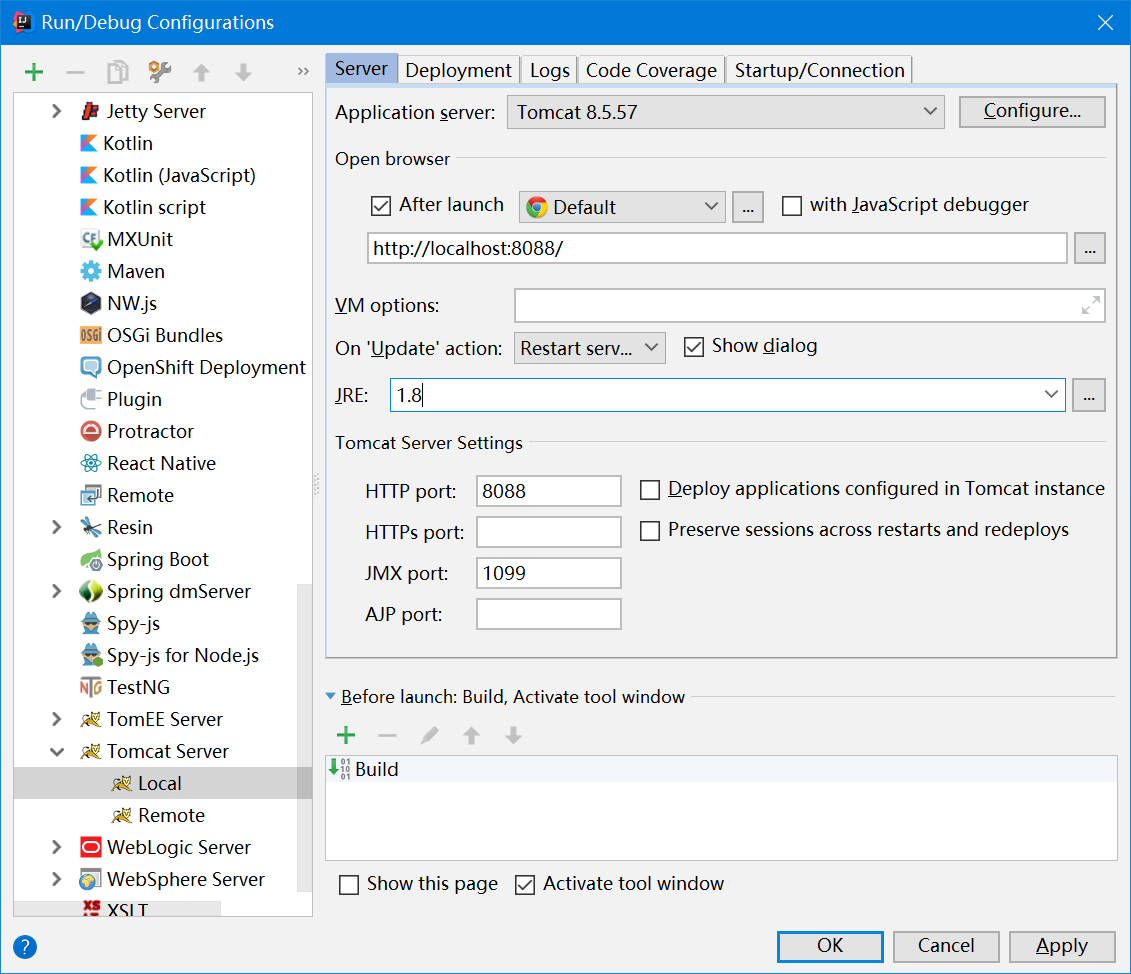 Run/Debug Configurations
Jetty Server
Kotlin
Kotlin (JavaScript)
Kotlin script
MXUnit
Maven
NW.js
OSGi Bundles
OpenShift Deployment
Plugin
Protractor
React Native
Remote
Resin
Spring Boot
Spring dmServer
Spy-js
Spy-js for Node.js
TestNG
TomEE Server
Tomcat Server
Local
Remote
WebLogic Server
WebSphere Server
XSLT
Server Deployment Logs Code Coverage Startup/Connection
Application server: Tomcat 8.5.57 Configure...
Open browser
After launch Default ... with JavaScript debugger
http://localhost:8088/ ...
VM options:
On 'Update' action: Restart serv... Show dialog
JRE: 1.8 ...
Tomcat Server Settings
HTTP port: 8088 Deploy applications configured in Tomcat instance
HTTPs port: Preserve sessions across restarts and redeploys
JMX port: 1099
AJP port:
Before launch: Build, Activate tool window
Build
Show this page Activate tool window
? OK Cancel Apply